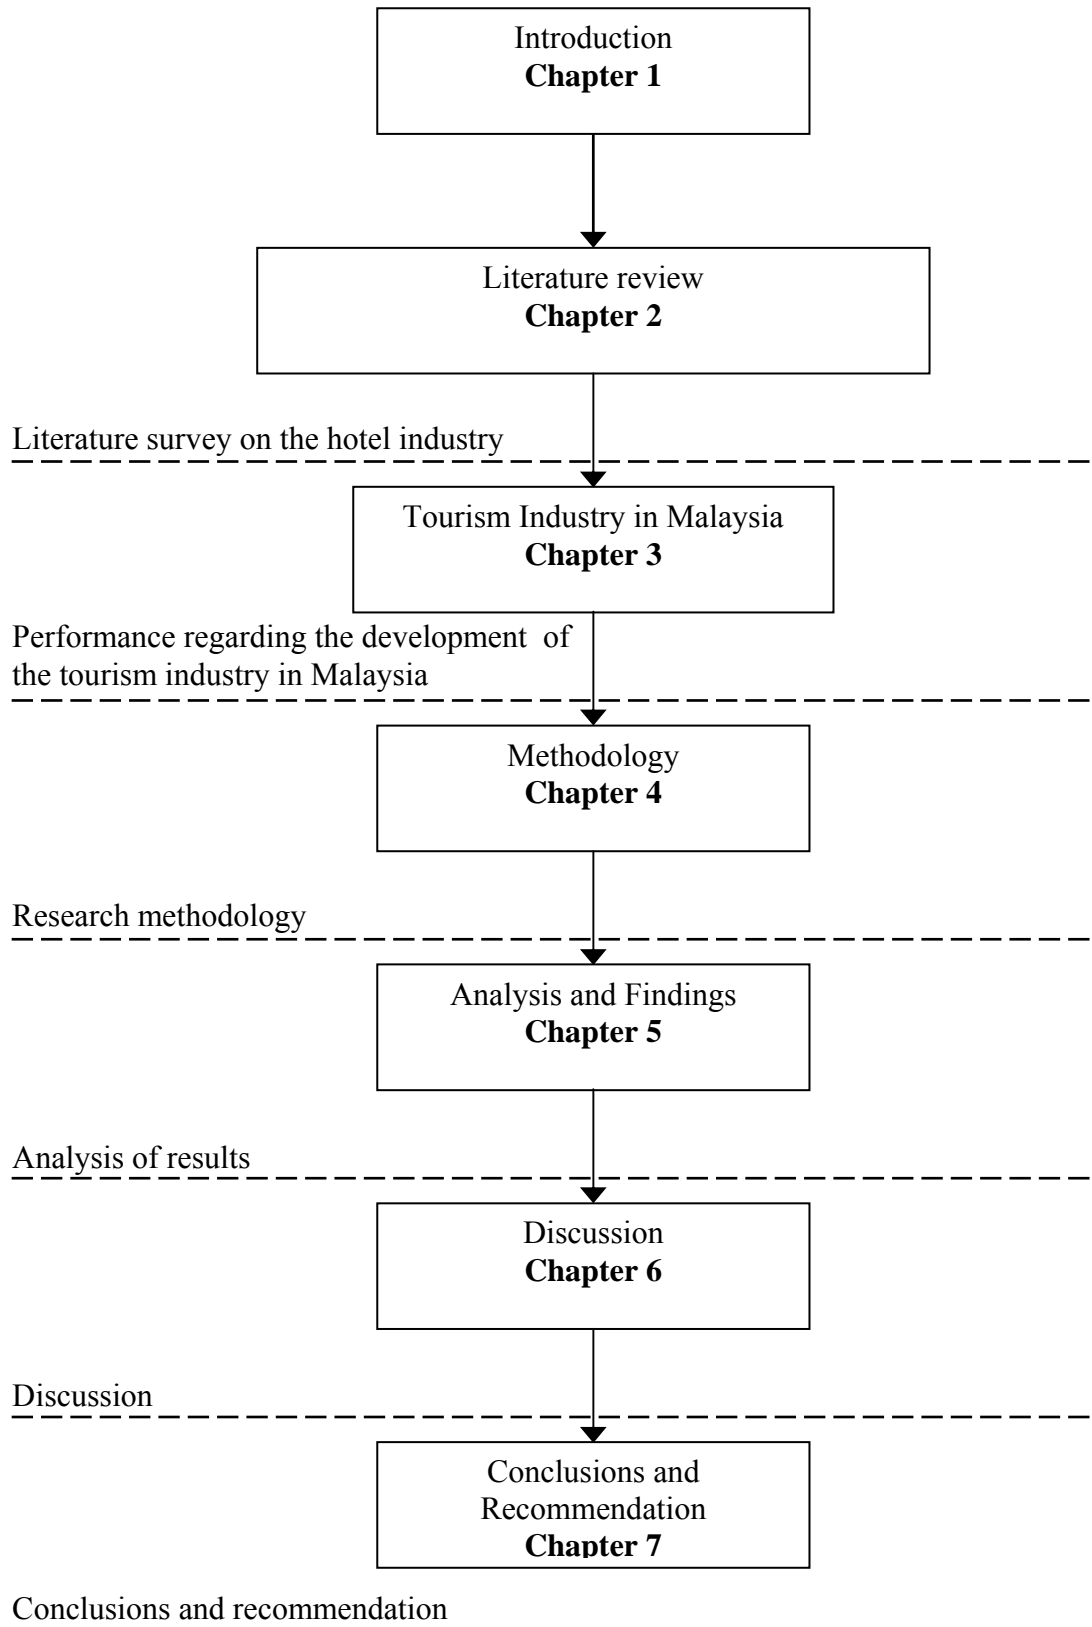 Introduction
Chapter 1
Literature review
Chapter 2
Literature survey on the hotel industry
Tourism Industry in Malaysia
Chapter 3
Performance regarding the development of
the tourism industry in Malaysia
Methodology
Chapter 4
Research methodology
Analysis and Findings
Chapter 5
Analysis of results
Discussion
Chapter 6
Discussion
Conclusions and
Recommendation
Chapter 7
Conclusions and recommendation